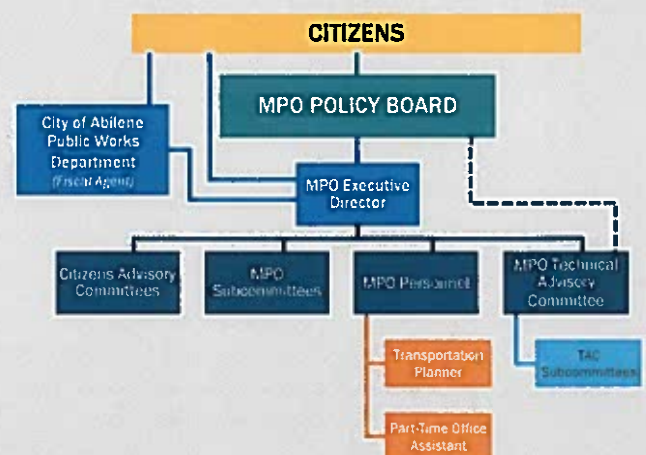 CITIZENS
MPO POLICY BOARD
City of Abilene
Public Works
Department
(Fiscal Agent)
MPO Executive
Director
Citizens Advisory
Committees
MPO
Subcommittees
MPO Personnel
MPO Technical
Advisory
Committee
Transportation
Planner
TAC
Subcommittees
Part-Time Office
Assistant